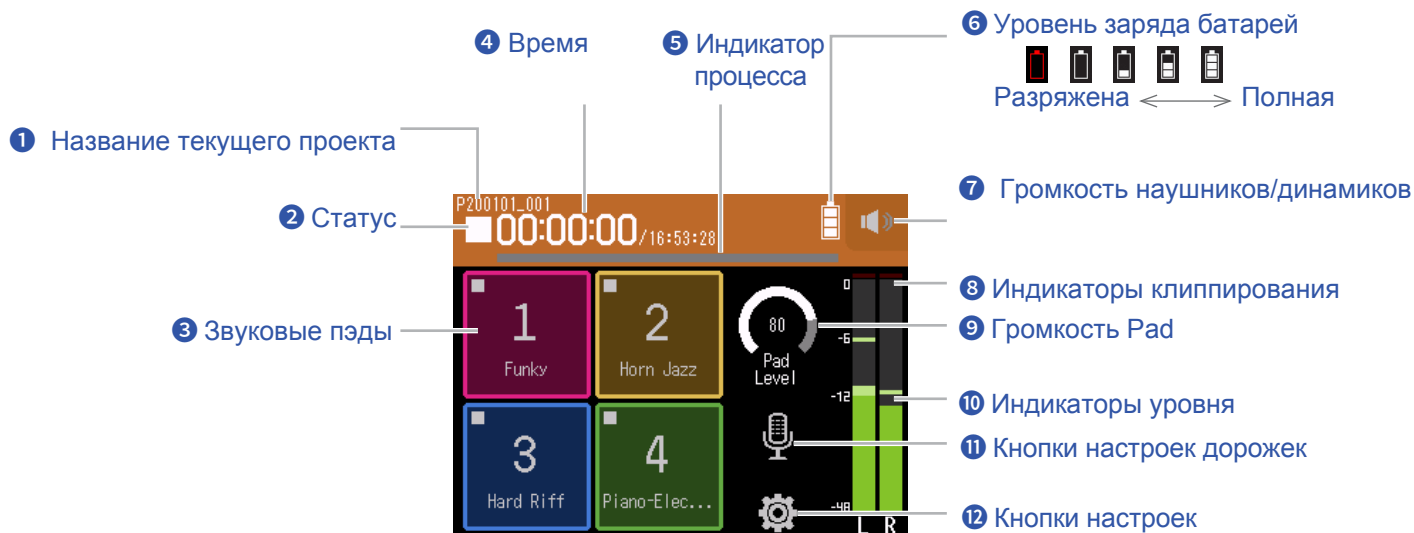 ❹ Время
❺ Индикатор
процесса
❻ Уровень заряда батарей
Разряжена
Полная
❶ Название текущего проекта
❷ Статус
❸ Звуковые пэды
P200101_001
00:00:00/16:53:28
1
Funky
2
Horn Jazz
3
Hard Riff
4
Piano-Elec...
80
Pad
Level
0
-6
-12
-48
L R
❼ Громкость наушников/динамиков
❽ Индикаторы клиппирования
❾ Громкость Pad
❿ Индикаторы уровня
⓫ Кнопки настроек дорожек
⓬ Кнопки настроек